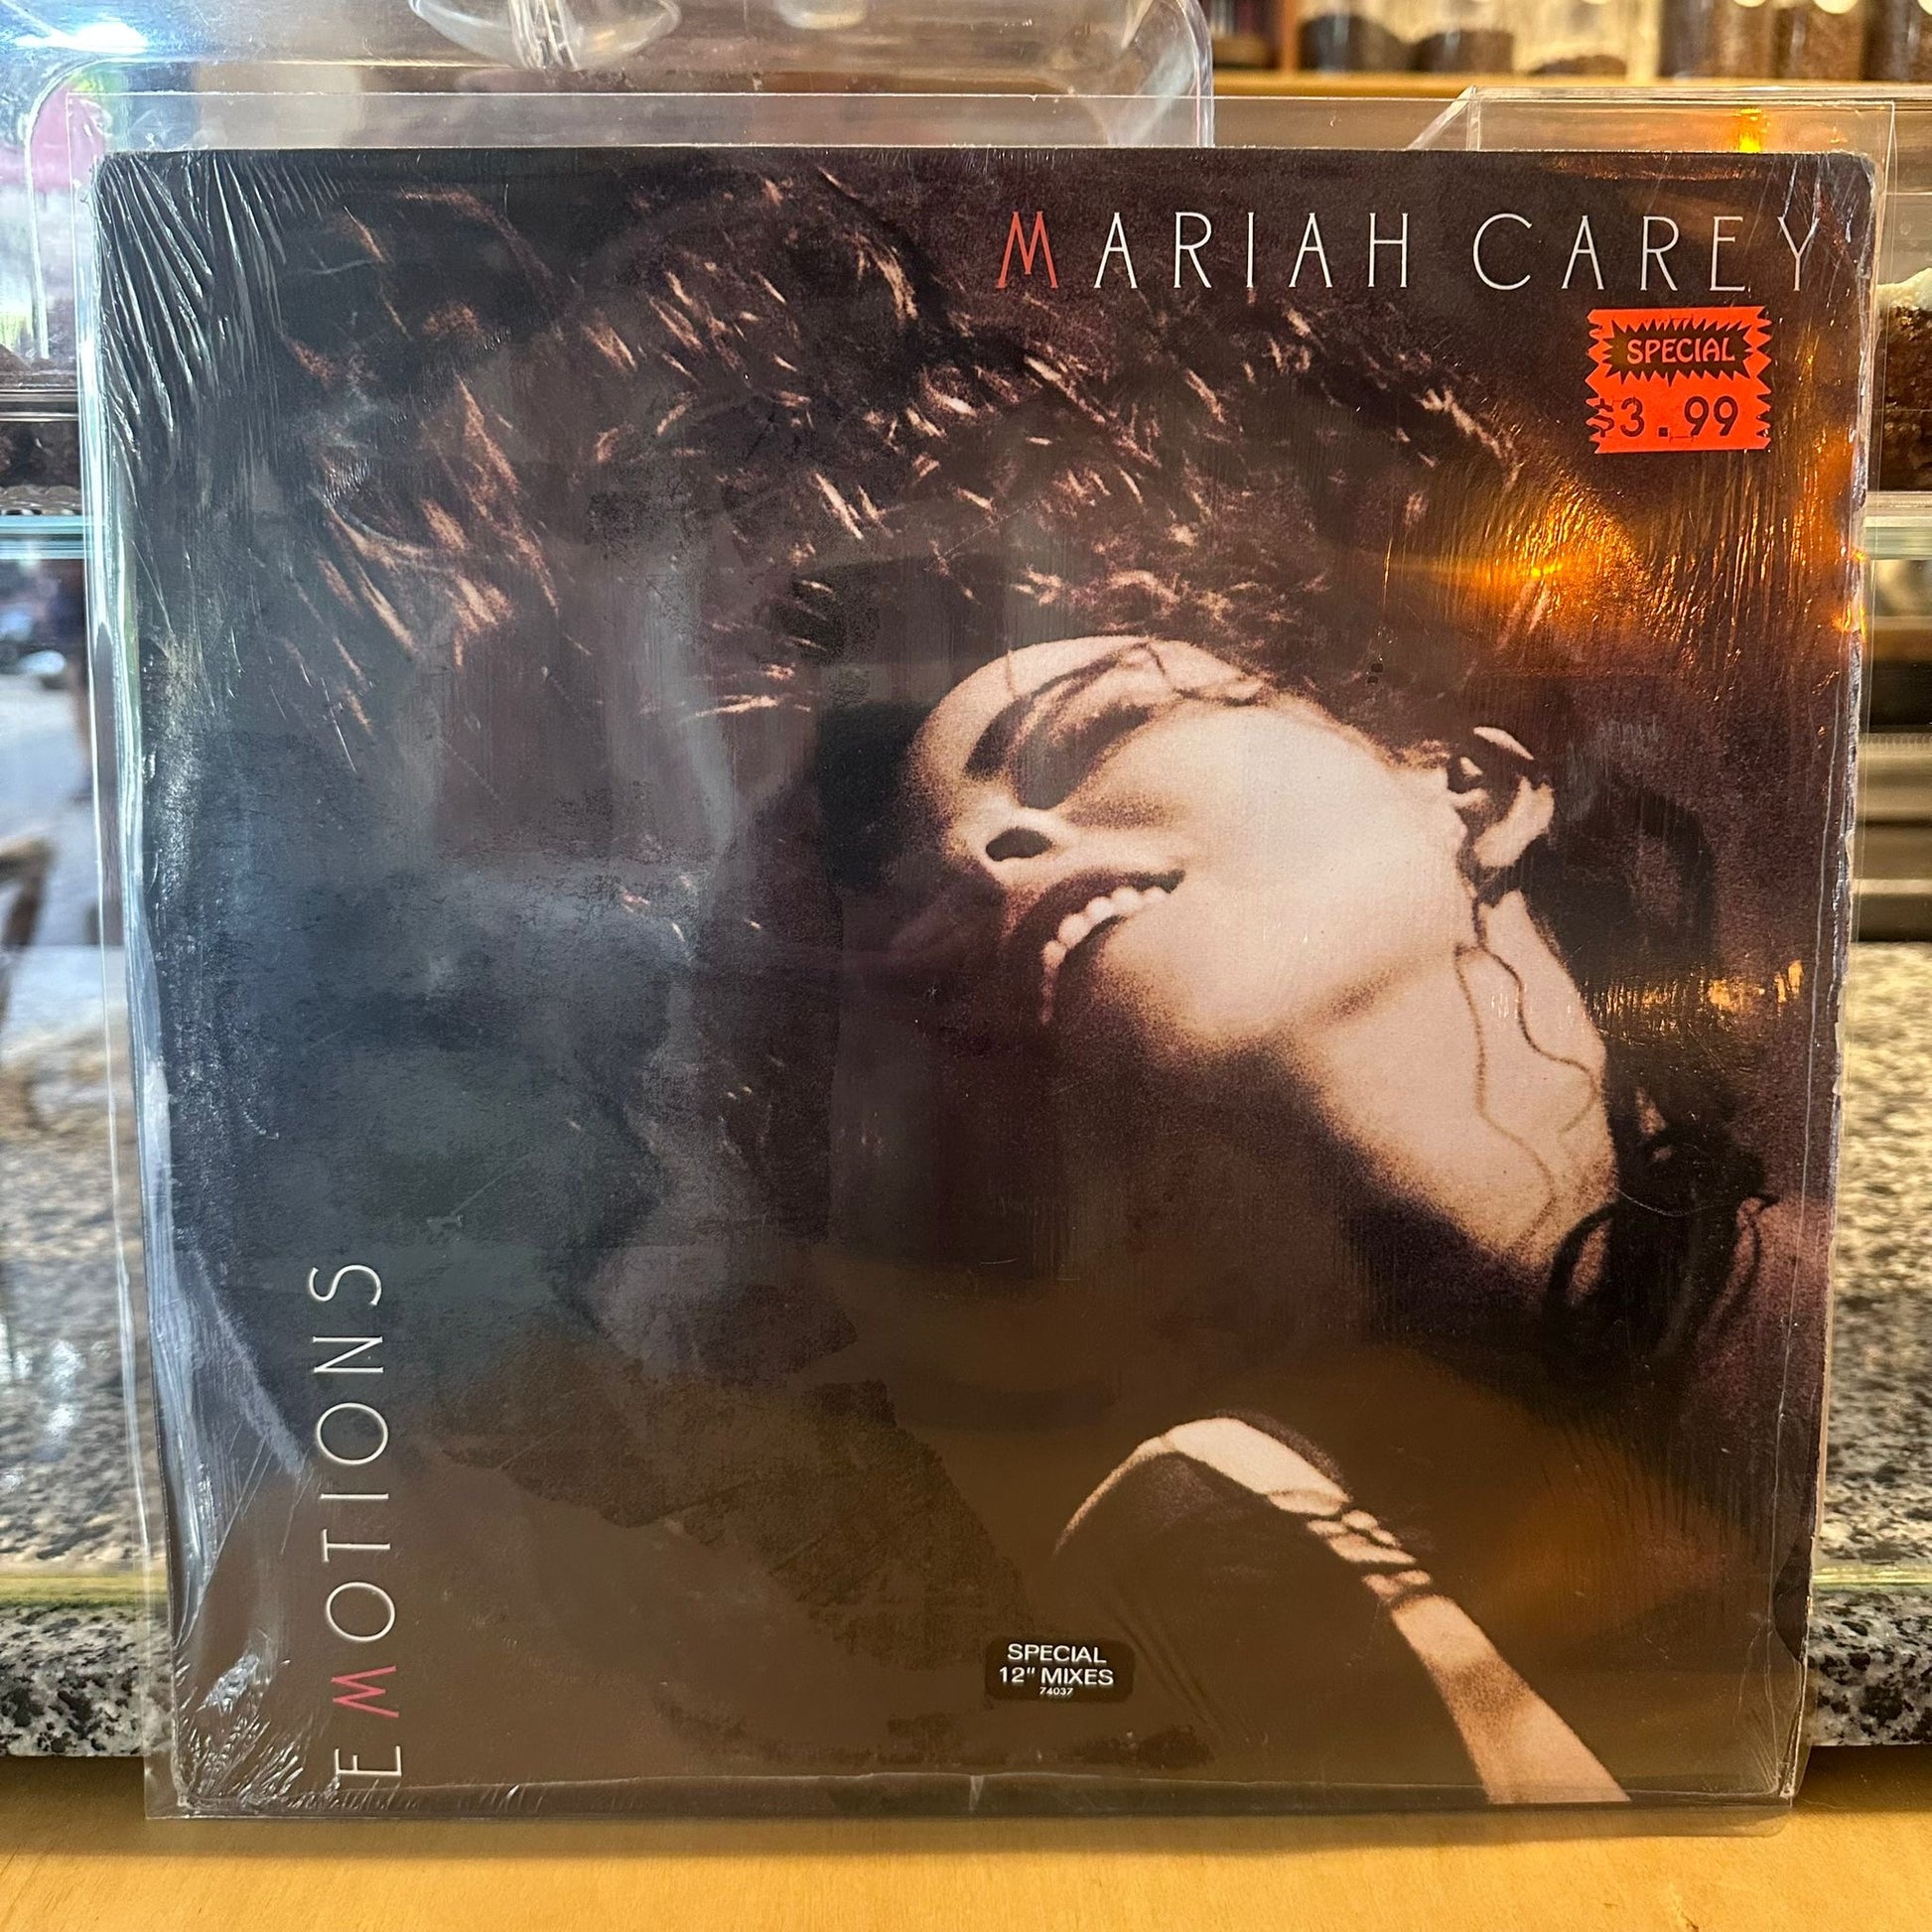 MARIAH CAREY
SPECIAL
$3.99
EMOTIONS
SPECIAL
12" MIXES
74037